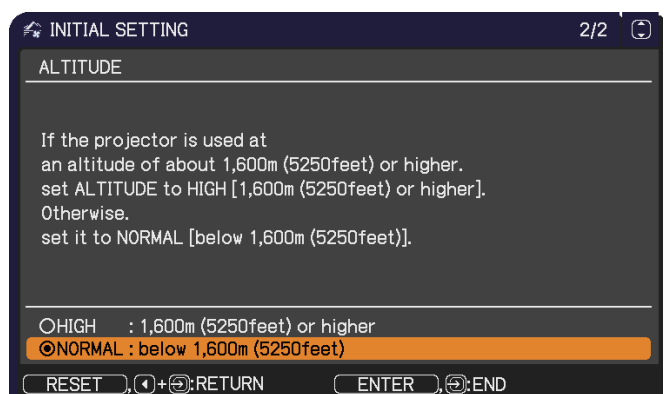 INITIAL SETTING 2/2
ALTITUDE
If the projector is used at
an altitude of about 1,600m (5250feet) or higher.
set ALTITUDE to HIGH [1,600m (5250feet) or higher].
Otherwise.
set it to NORMAL [below 1,600m (5250feet)].
HIGH : 1,600m (5250feet) or higher
NORMAL : below 1,600m (5250feet)
RESET ,+:RETURN ENTER ,:END